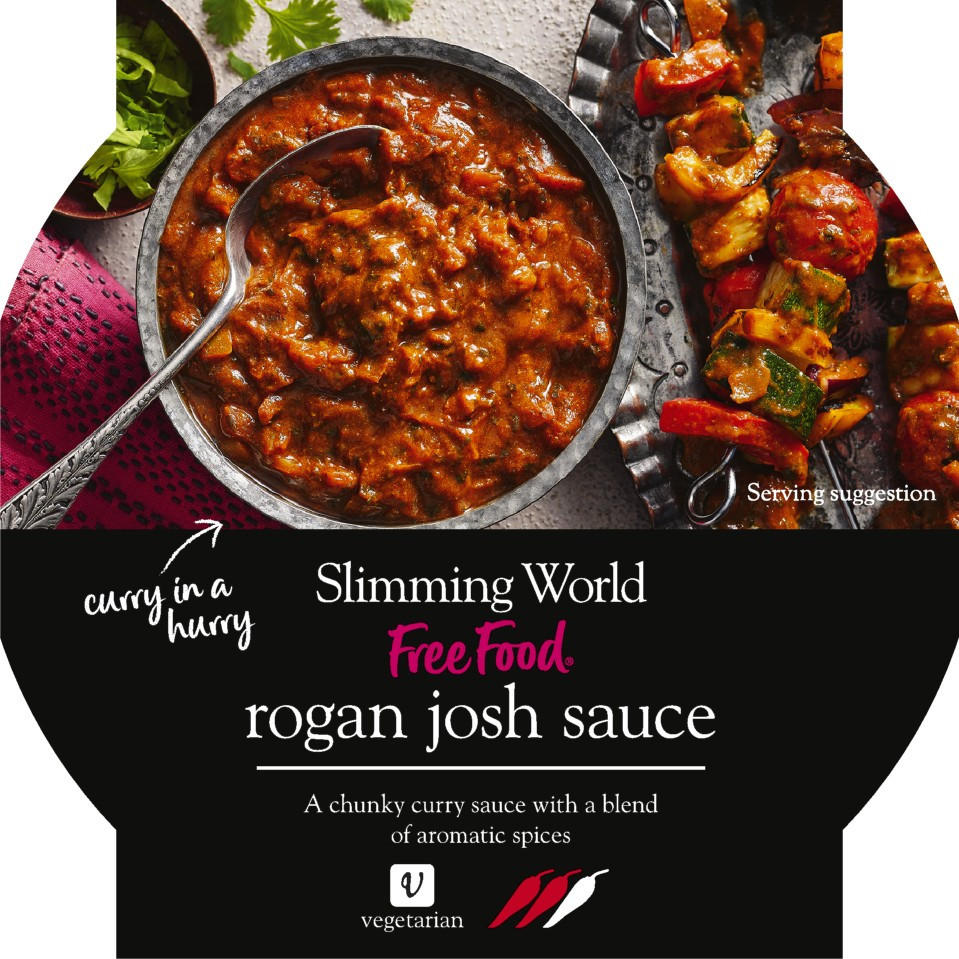 Serving suggestion
curry in a
hurry
Slimming World
Free Food®
rogan josh sauce
A chunky curry sauce with a blend
of aromatic spices
V
vegetarian